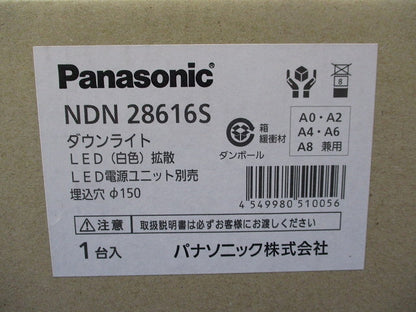 Panasonic
8
NDN 28616S
ダウンライト
LED（白色）拡散
LED電源ユニット別売
埋込穴 φ150
箱
緩衝材
ダンボール
A0・A2
A4・A6
A8 兼用
4 549980 510056
⚠注意 取扱説明書は必ずお客様にお渡しください
1台入 パナソニック株式会社